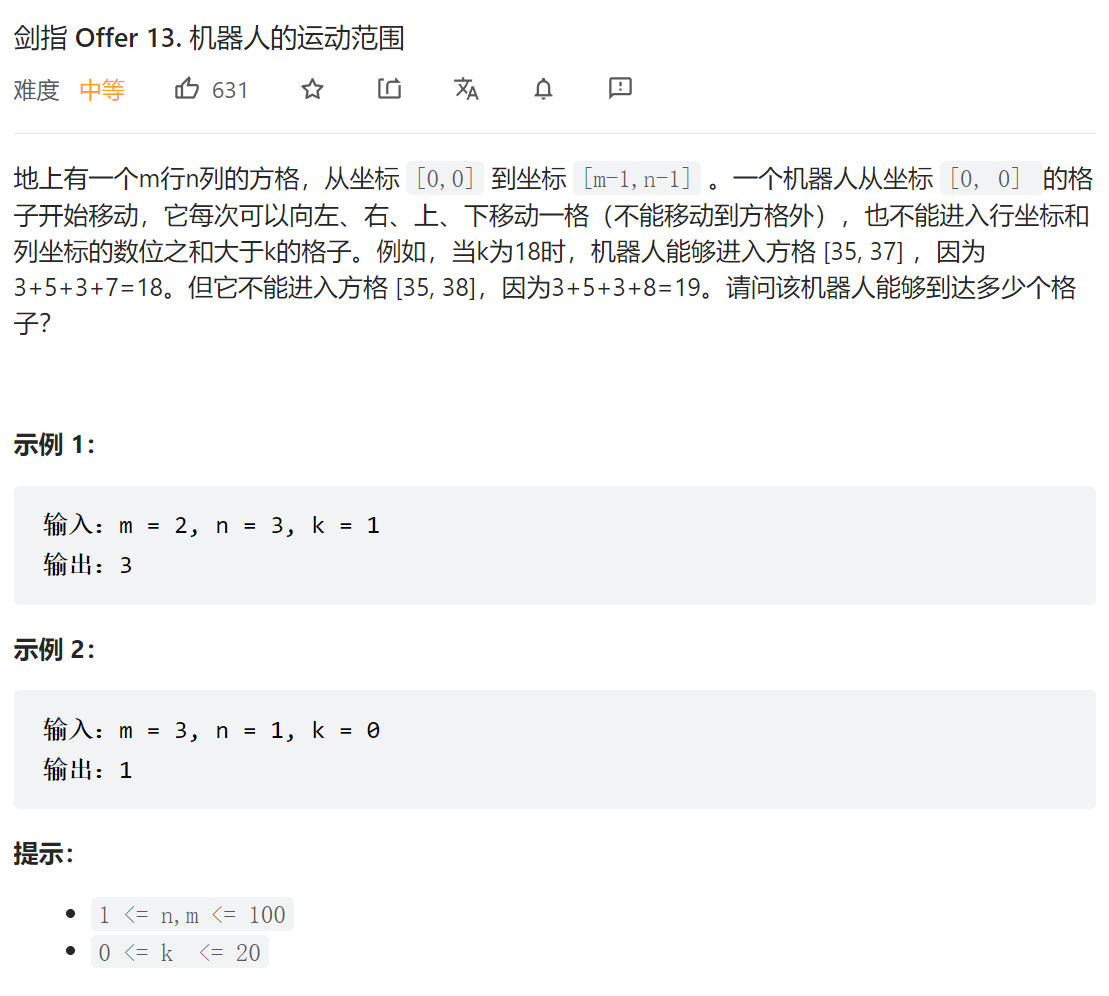 剑指 Offer 13. 机器人的运动范围
难度 中等 631
地上有一个m行n列的方格，从坐标 [0,0] 到坐标 [m-1,n-1] 。一个机器人从坐标 [0, 0] 的格
子开始移动，它每次可以向左、右、上、下移动一格（不能移动到方格外），也不能进入行坐标和
列坐标的数位之和大于k的格子。例如，当k为18时，机器人能够进入方格 [35, 37] ，因为
3+5+3+7=18。但它不能进入方格 [35, 38]，因为3+5+3+8=19。请问该机器人能够到达多少个格
子？
示例 1：
输入：m = 2, n = 3, k = 1
输出：3
示例 2：
输入：m = 3, n = 1, k = 0
输出：1
提示：
1 <= n,m <= 100
0 <= k <= 20